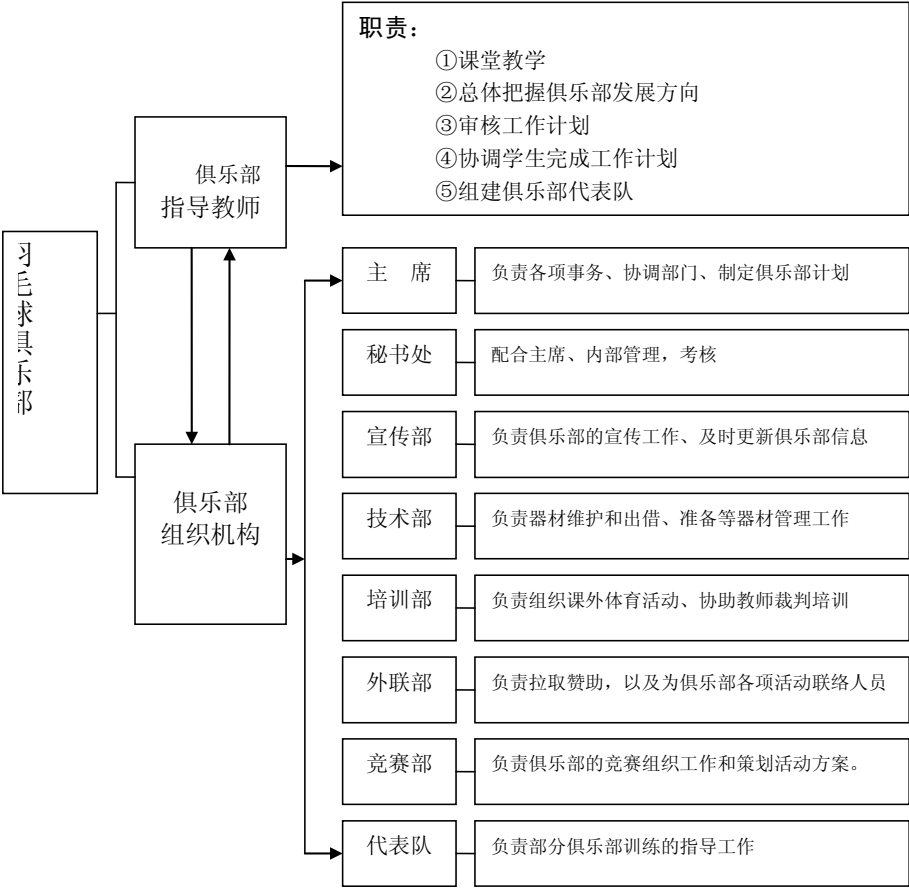 职责：
①课堂教学
②总体把握俱乐部发展方向
③审核工作计划
④协调学生完成工作计划
⑤组建俱乐部代表队
俱乐部
指导教师
羽毛球俱乐部
俱乐部
组织机构
主 席
负责各项事务、协调部门、制定俱乐部计划
秘书处
配合主席、内部管理，考核
宣传部
负责俱乐部的宣传工作、及时更新俱乐部信息
技术部
负责器材维护和出借、准备等器材管理工作
培训部
负责组织课外体育活动、协助教师裁判培训
外联部
负责拉取赞助，以及为俱乐部各项活动联络人员
竞赛部
负责俱乐部的竞赛组织工作和策划活动方案。
代表队
负责部分俱乐部训练的指导工作